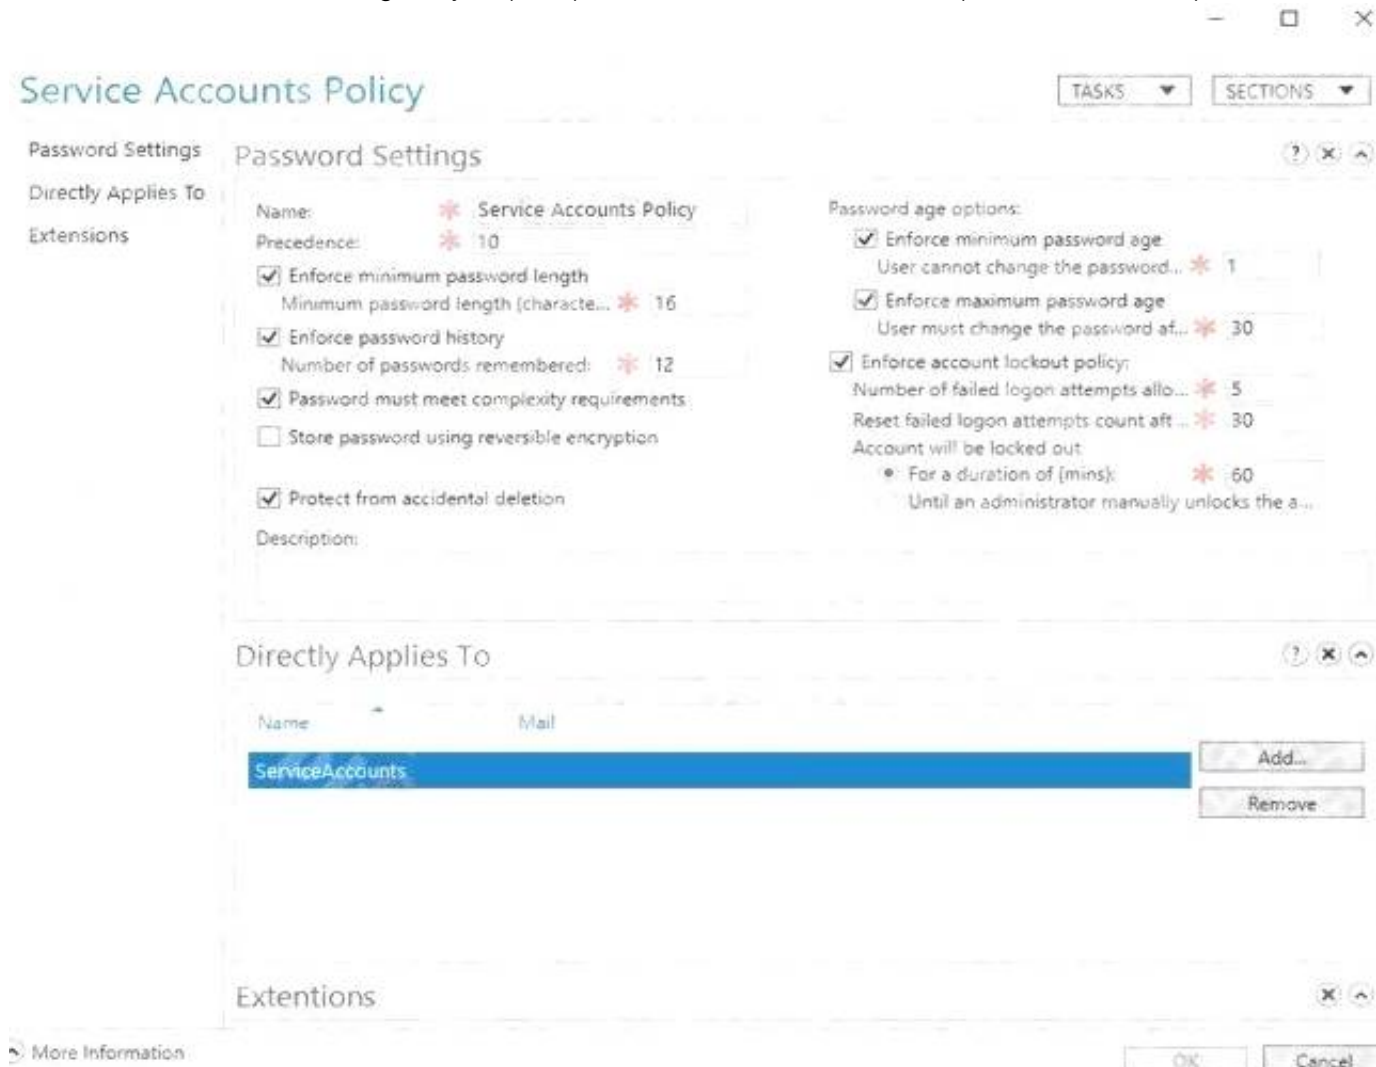 Service Accounts Policy
TASKS
SECTIONS
Password Settings
Directly Applies To
Extensions
Password Settings
Name: * Service Accounts Policy
Precedence: * 10
Enforce minimum password length
Minimum password length (characte... * 16
Enforce password history
Number of passwords remembered: * 12
Password must meet complexity requirements
Store password using reversible encryption
Protect from accidental deletion
Description:
Password age options:
Enforce minimum password age
User cannot change the password... * 1
Enforce maximum password age
User must change the password af... * 30
Enforce account lockout policy:
Number of failed logon attempts allo... * 5
Reset failed logon attempts count aft ... * 30
Account will be locked out
For a duration of (mins): * 60
Until an administrator manually unlocks the a...
Directly Applies To
Name Mail
ServiceAccounts
Add...
Remove
Extentions
More Information
OK Cancel